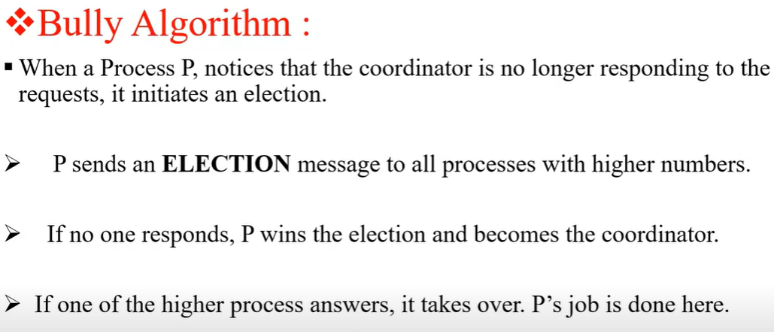 ❖Bully Algorithm :
▪ When a Process P, notices that the coordinator is no longer responding to the
requests, it initiates an election.
➢ P sends an ELECTION message to all processes with higher numbers.
➢ If no one responds, P wins the election and becomes the coordinator.
➢ If one of the higher process answers, it takes over. P’s job is done here.